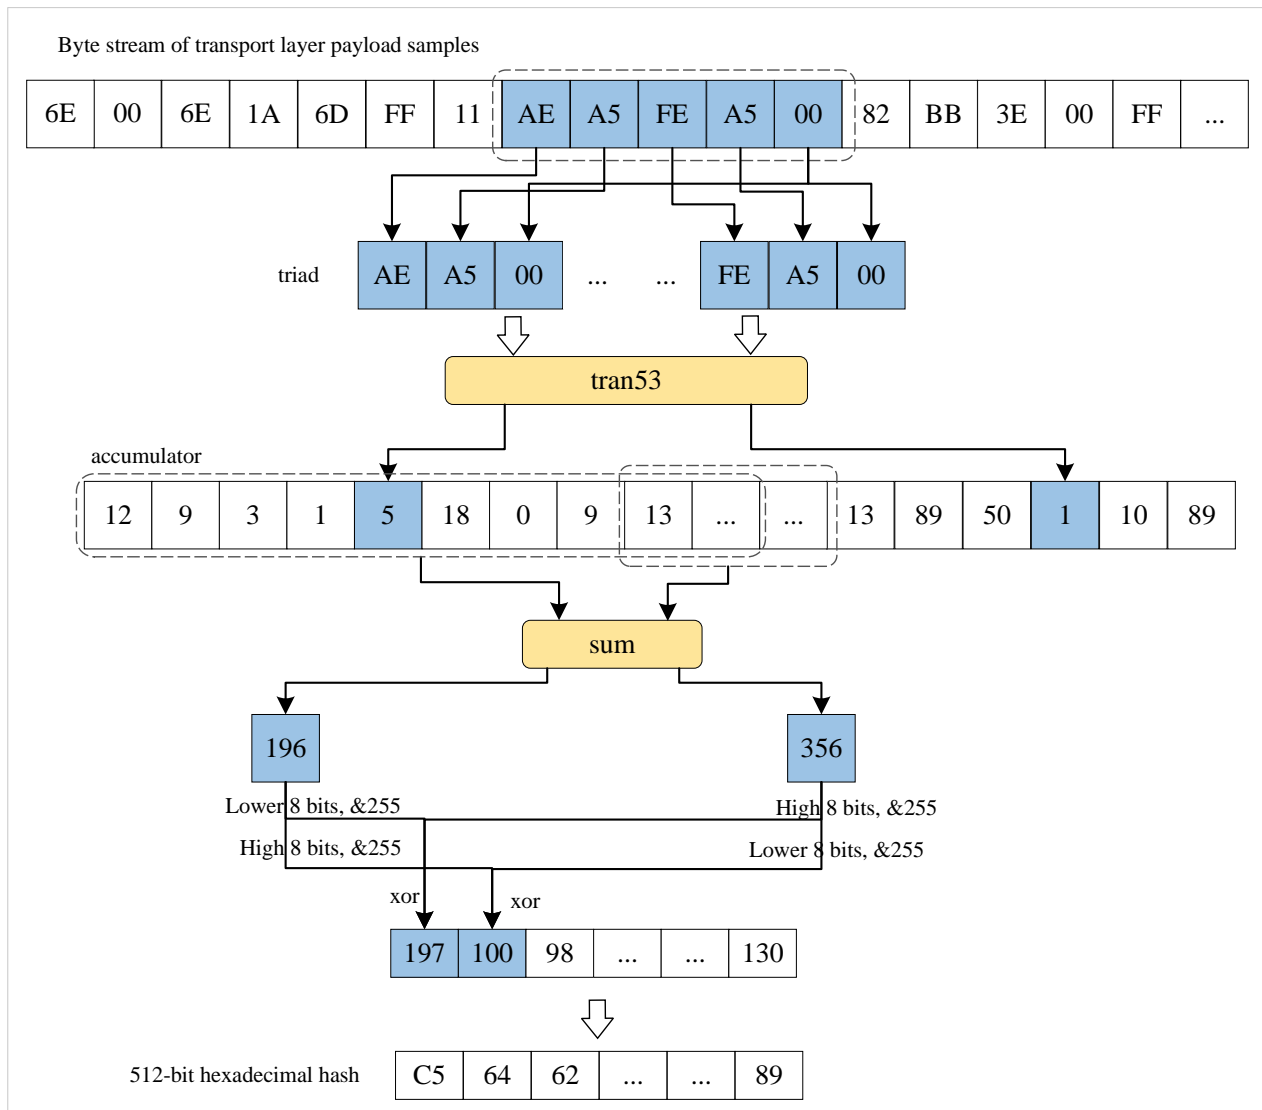 Byte stream of transport layer payload samples
6E 00 6E 1A 6D FF 11 AE A5 FE A5 00 82 BB 3E 00 FF ...
triad AE A5 00 ... ... FE A5 00
tran53
accumulator
12 9 3 1 5 18 0 9 13 ... ... 13 89 50 1 10 89
sum
196 356
Lower 8 bits, &255 High 8 bits, &255
High 8 bits, &255 Lower 8 bits, &255
xor xor
197 100 98 ... ... 130
512-bit hexadecimal hash C5 64 62 ... ... 89